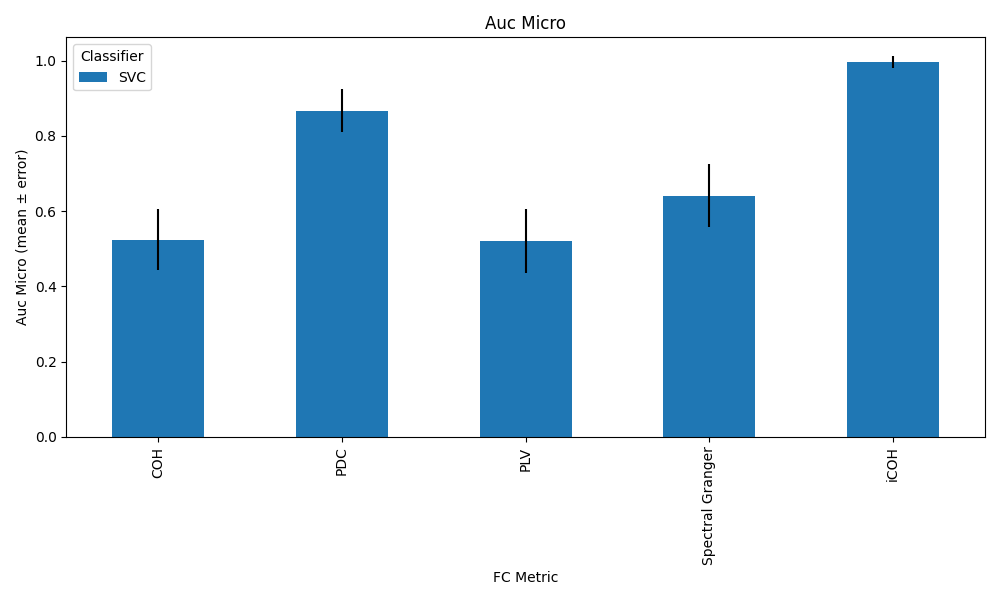 Auc Micro
Classifier
SVC
Auc Micro (mean ± error)
1.0
0.8
0.6
0.4
0.2
0.0
COH
PDC
PLV
Spectral Granger
iCOH
FC Metric